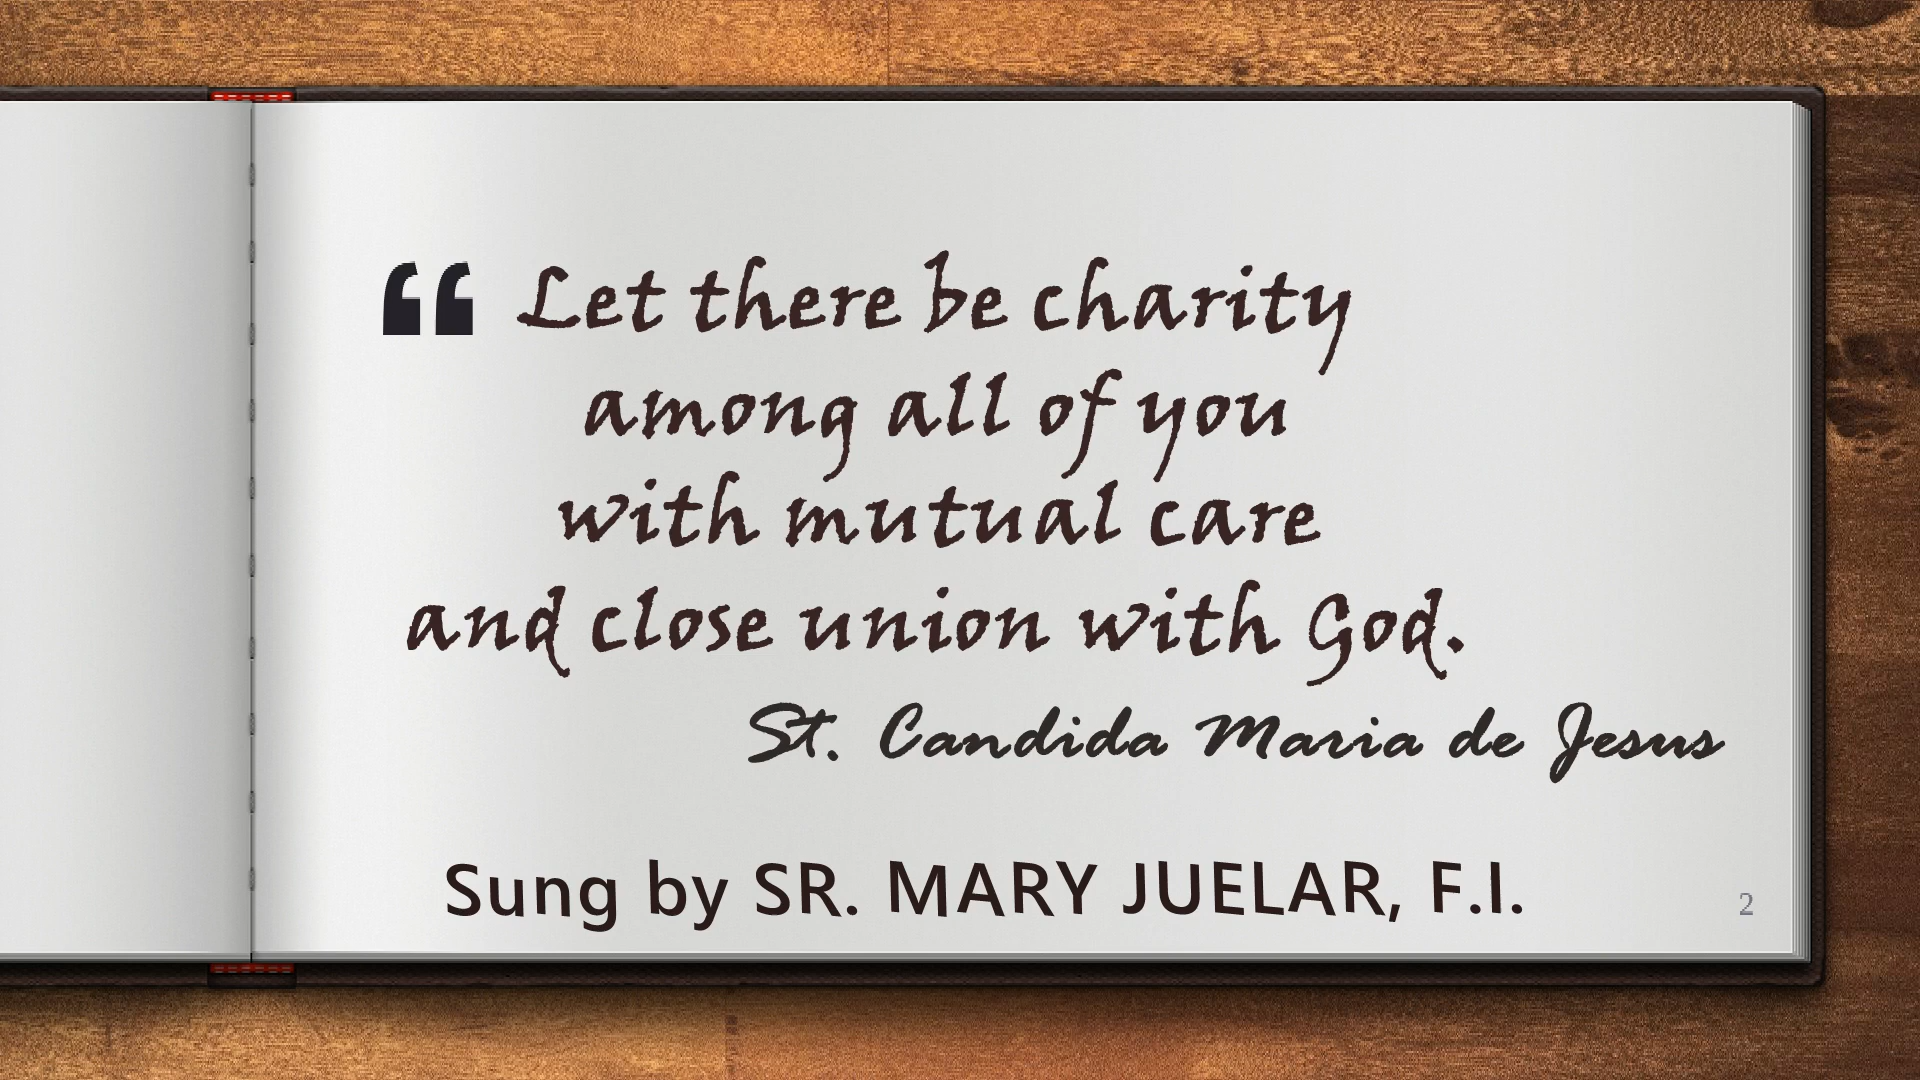 “ Let there be charity
among all of you
with mutual care
and close union with God.
St. Candida Maria de Jesus
Sung by SR. MARY JUELAR, F.I.
2